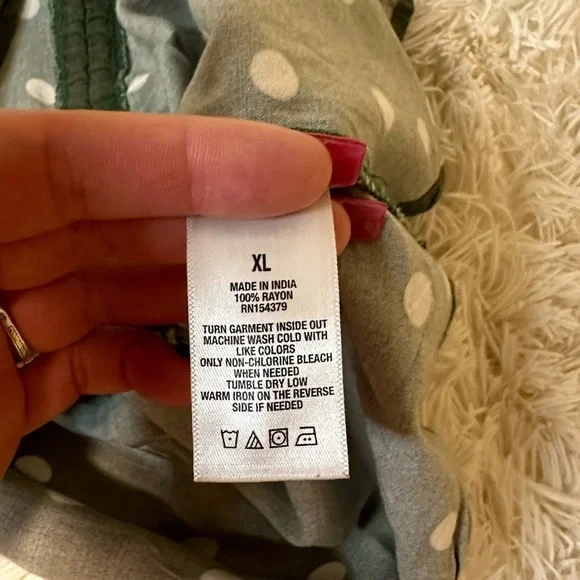 XL
MADE IN INDIA
100% RAYON
RN154379
TURN GARMENT INSIDE OUT
MACHINE WASH COLD WITH
LIKE COLORS
ONLY NON-CHLORINE BLEACH
WHEN NEEDED
TUMBLE DRY LOW
WARM IRON ON THE REVERSE
SIDE IF NEEDED